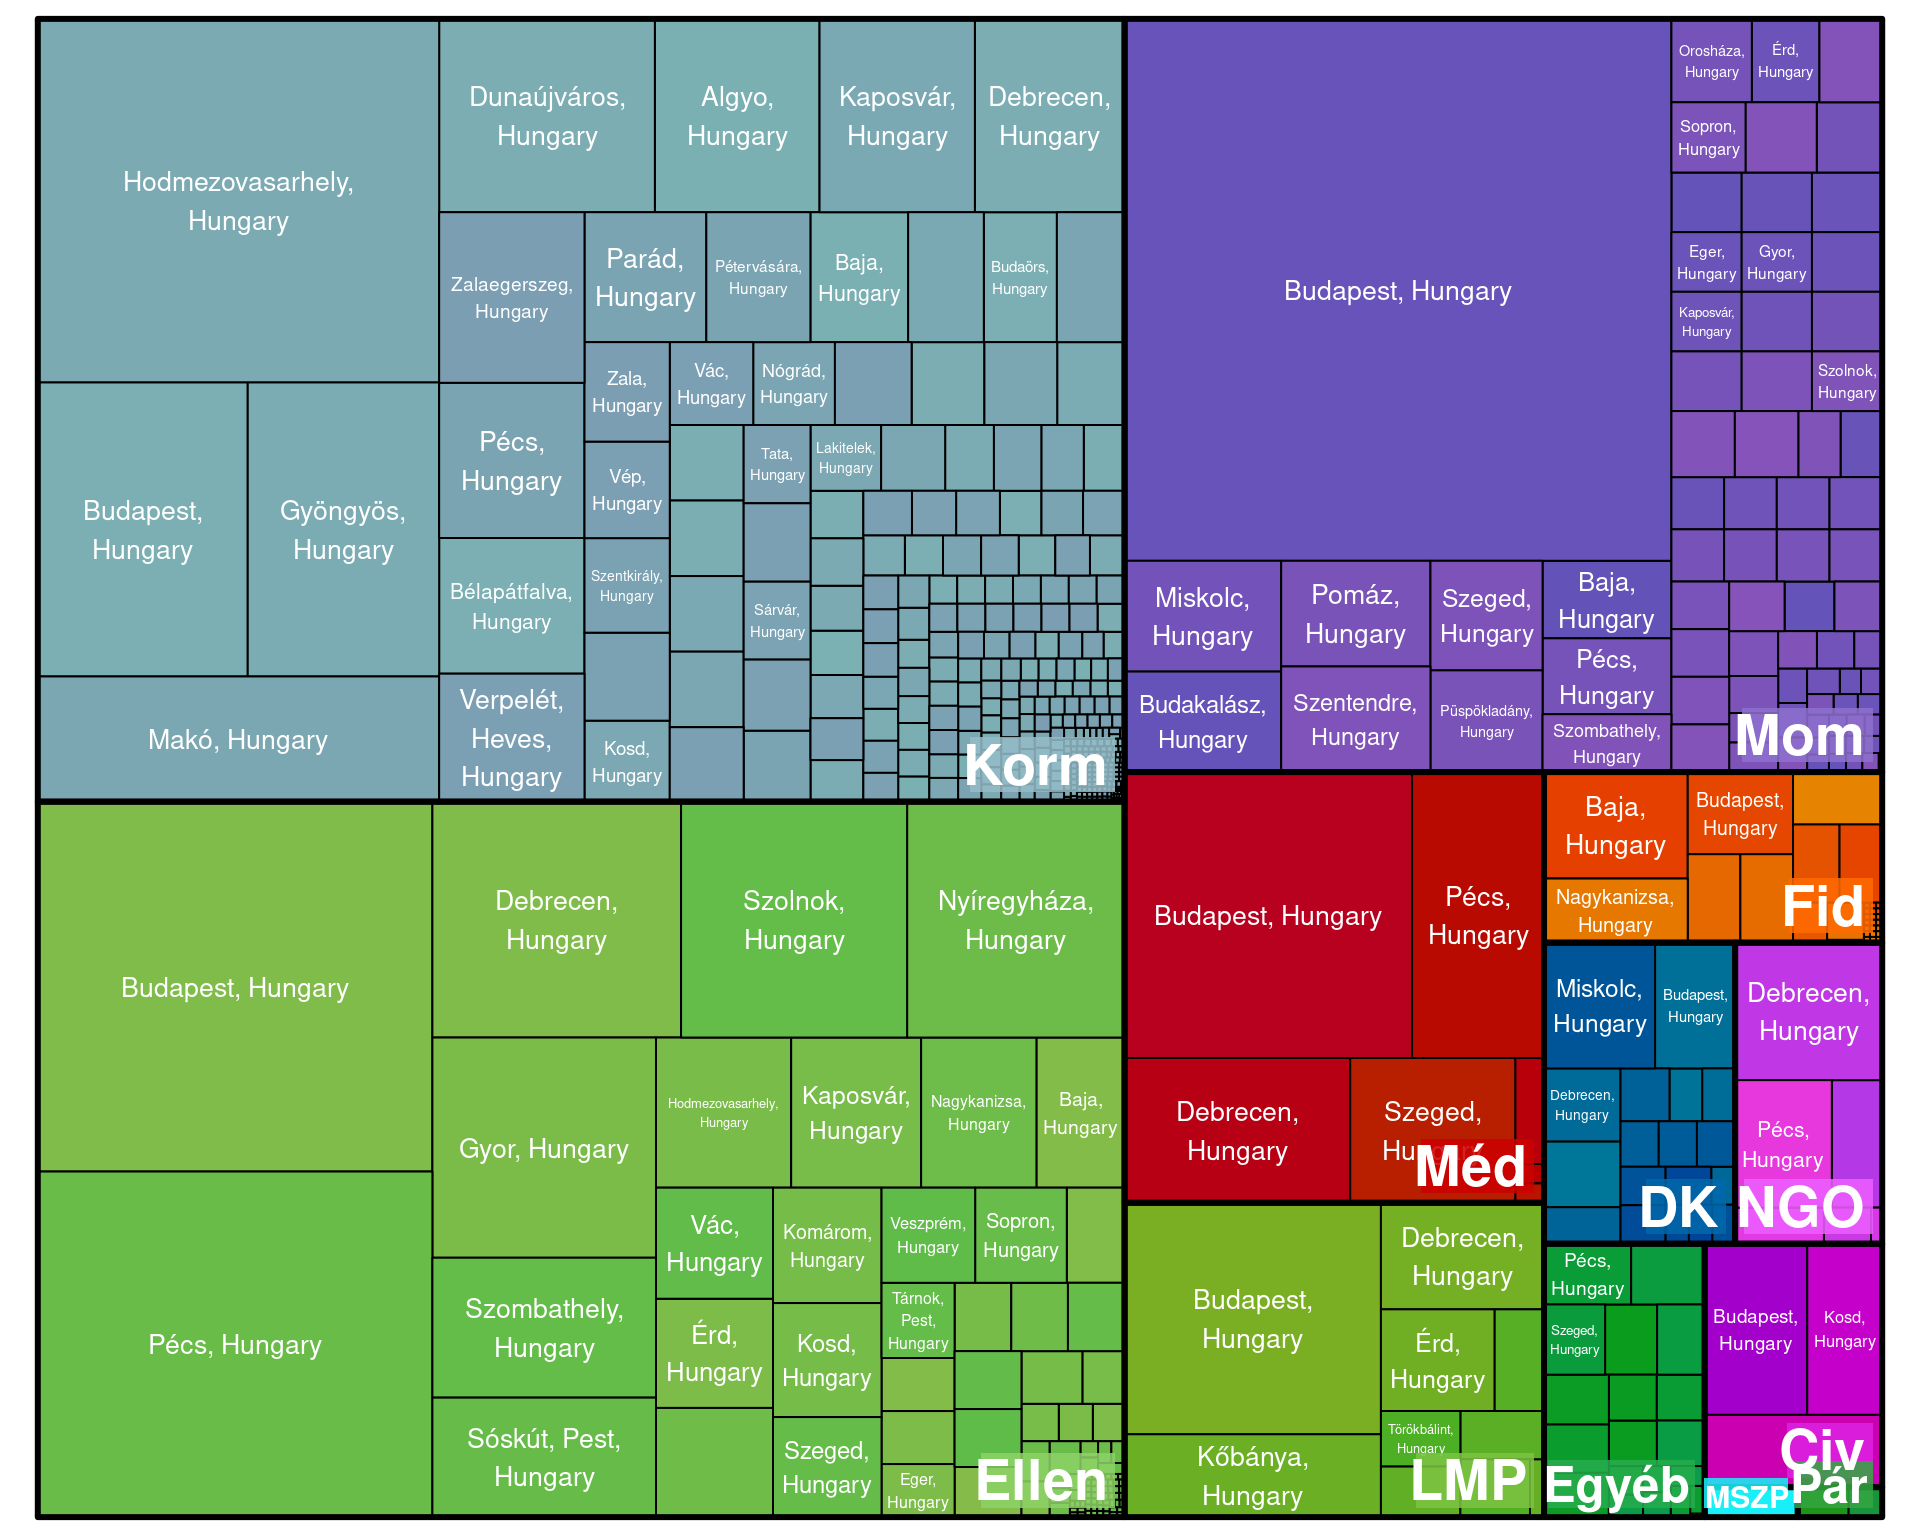 Hodmezovasarhely,
Hungary
Dunaújváros,
Hungary
Algyo,
Hungary
Kaposvár,
Hungary
Debrecen,
Hungary
Zalaegerszeg,
Hungary
Parád,
Hungary
Pétervására,
Hungary
Baja,
Hungary
Budaörs,
Hungary
Zala,
Hungary
Vác,
Hungary
Nógrád,
Hungary
Budapest,
Hungary
Gyöngyös,
Hungary
Pécs,
Hungary
Vép,
Hungary
Tata,
Hungary
Lakitelek,
Hungary
Bélapátfalva,
Hungary
Szentkirály,
Hungary
Sárvár,
Hungary
Makó, Hungary
Verpelét,
Heves,
Hungary
Kosd,
Hungary
Korm
Budapest, Hungary
Orosháza,
Hungary
Érd,
Hungary
Sopron,
Hungary
Eger,
Hungary
Gyor,
Hungary
Kaposvár,
Hungary
Szolnok,
Hungary
Miskolc,
Hungary
Pomáz,
Hungary
Szeged,
Hungary
Baja,
Hungary
Budakalász,
Hungary
Szentendre,
Hungary
Püspökladány,
Hungary
Pécs,
Hungary
Szombathely,
Hungary
Mom
Budapest, Hungary
Debrecen,
Hungary
Szolnok,
Hungary
Nyíregyháza,
Hungary
Pécs, Hungary
Gyor, Hungary
Hodmezovasarhely,
Hungary
Kaposvár,
Hungary
Nagykanizsa,
Hungary
Baja,
Hungary
Szombathely,
Hungary
Sóskút, Pest,
Hungary
Vác,
Hungary
Komárom,
Hungary
Veszprém,
Hungary
Sopron,
Hungary
Érd,
Hungary
Kosd,
Hungary
Tárnok,
Pest,
Hungary
Szeged,
Hungary
Eger,
Hungary
Ellen
Budapest, Hungary
Pécs,
Hungary
Debrecen,
Hungary
Szeged,
Méd
Baja,
Hungary
Budapest,
Hungary
Nagykanizsa,
Hungary
Fid
Miskolc,
Hungary
Budapest,
Hungary
Debrecen,
Hungary
DK
Debrecen,
Hungary
Pécs,
Hungary
NGO
Budapest,
Hungary
Debrecen,
Hungary
Érd,
Hungary
Kőbánya,
Hungary
Törökbálint,
Hungary
LMP
Pécs,
Hungary
Szeged,
Hungary
Egyéb
Budapest,
Hungary
Kosd,
Hungary
Civ
MSZP
Pár